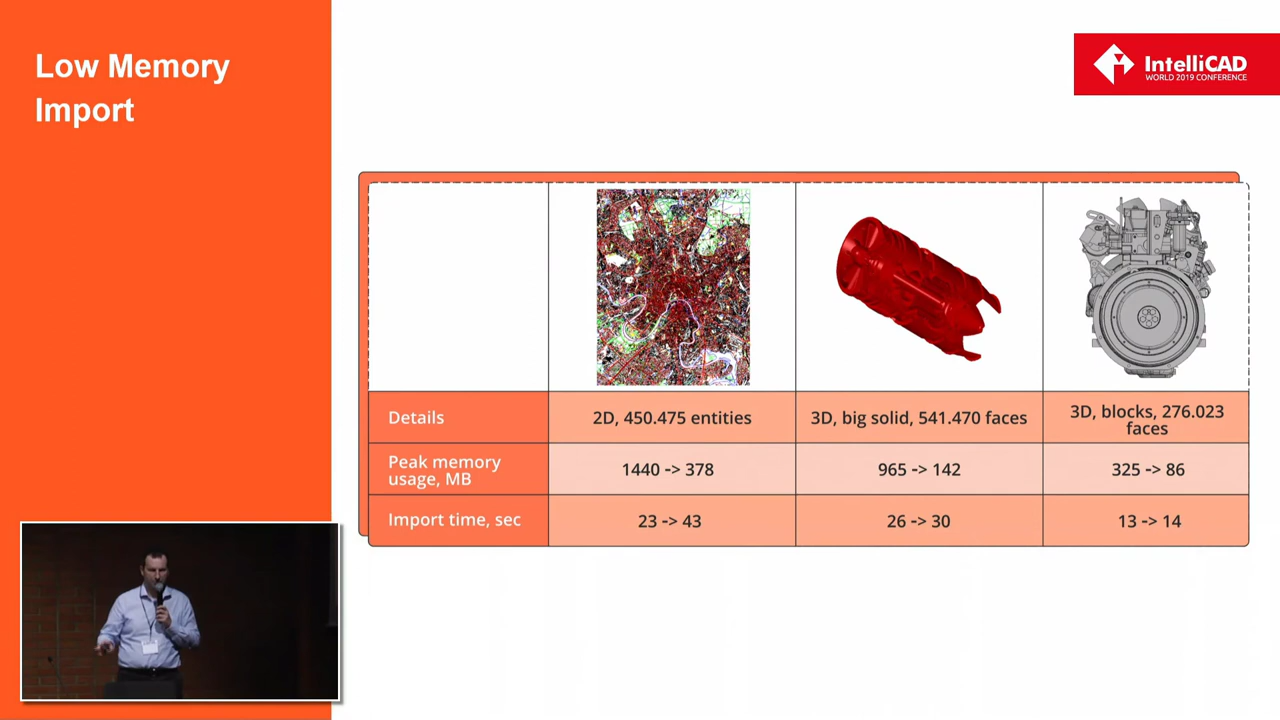 Low Memory
Import
IntelliCAD
WORLD 2019 CONFERENCE
Details
2D, 450.475 entities
3D, big solid, 541.470 faces
3D, blocks, 276.023
faces
Peak memory
usage, MB
1440 -> 378
965 -> 142
325 -> 86
Import time, sec
23 -> 43
26 -> 30
13 -> 14